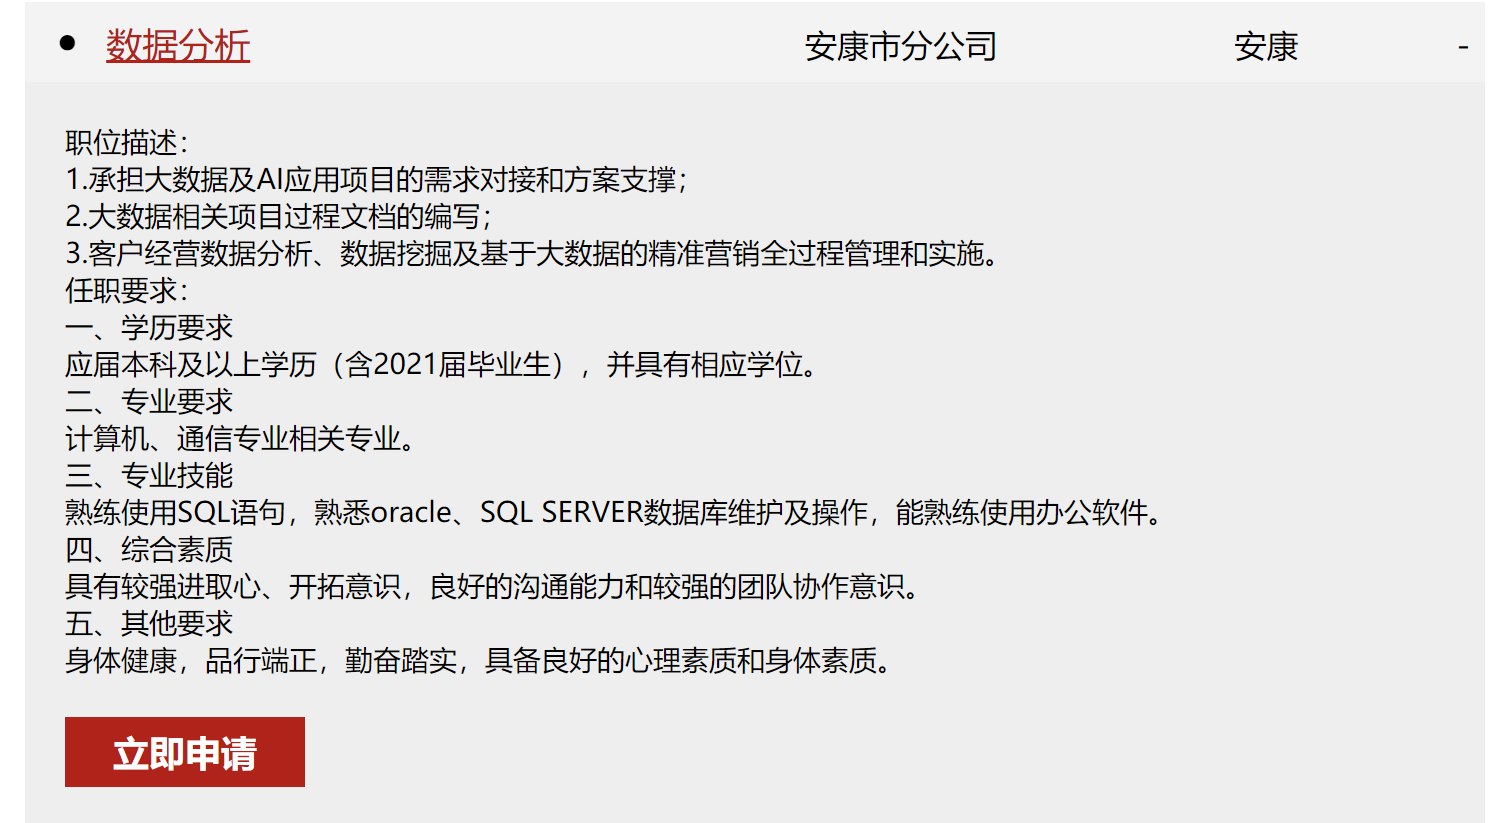 数据分析 安康市分公司 安康 -
职位描述：
1.承担大数据及AI应用项目的需求对接和方案支撑；
2.大数据相关项目过程文档的编写；
3.客户经营数据分析、数据挖掘及基于大数据的精准营销全过程管理和实施。
任职要求：
一、学历要求
应届本科及以上学历（含2021届毕业生），并具有相应学位。
二、专业要求
计算机、通信专业相关专业。
三、专业技能
熟练使用SQL语句，熟悉oracle、SQL SERVER数据库维护及操作，能熟练使用办公软件。
四、综合素质
具有较强进取心、开拓意识，良好的沟通能力和较强的团队协作意识。
五、其他要求
身体健康，品行端正，勤奋踏实，具备良好的心理素质和身体素质。
立即申请